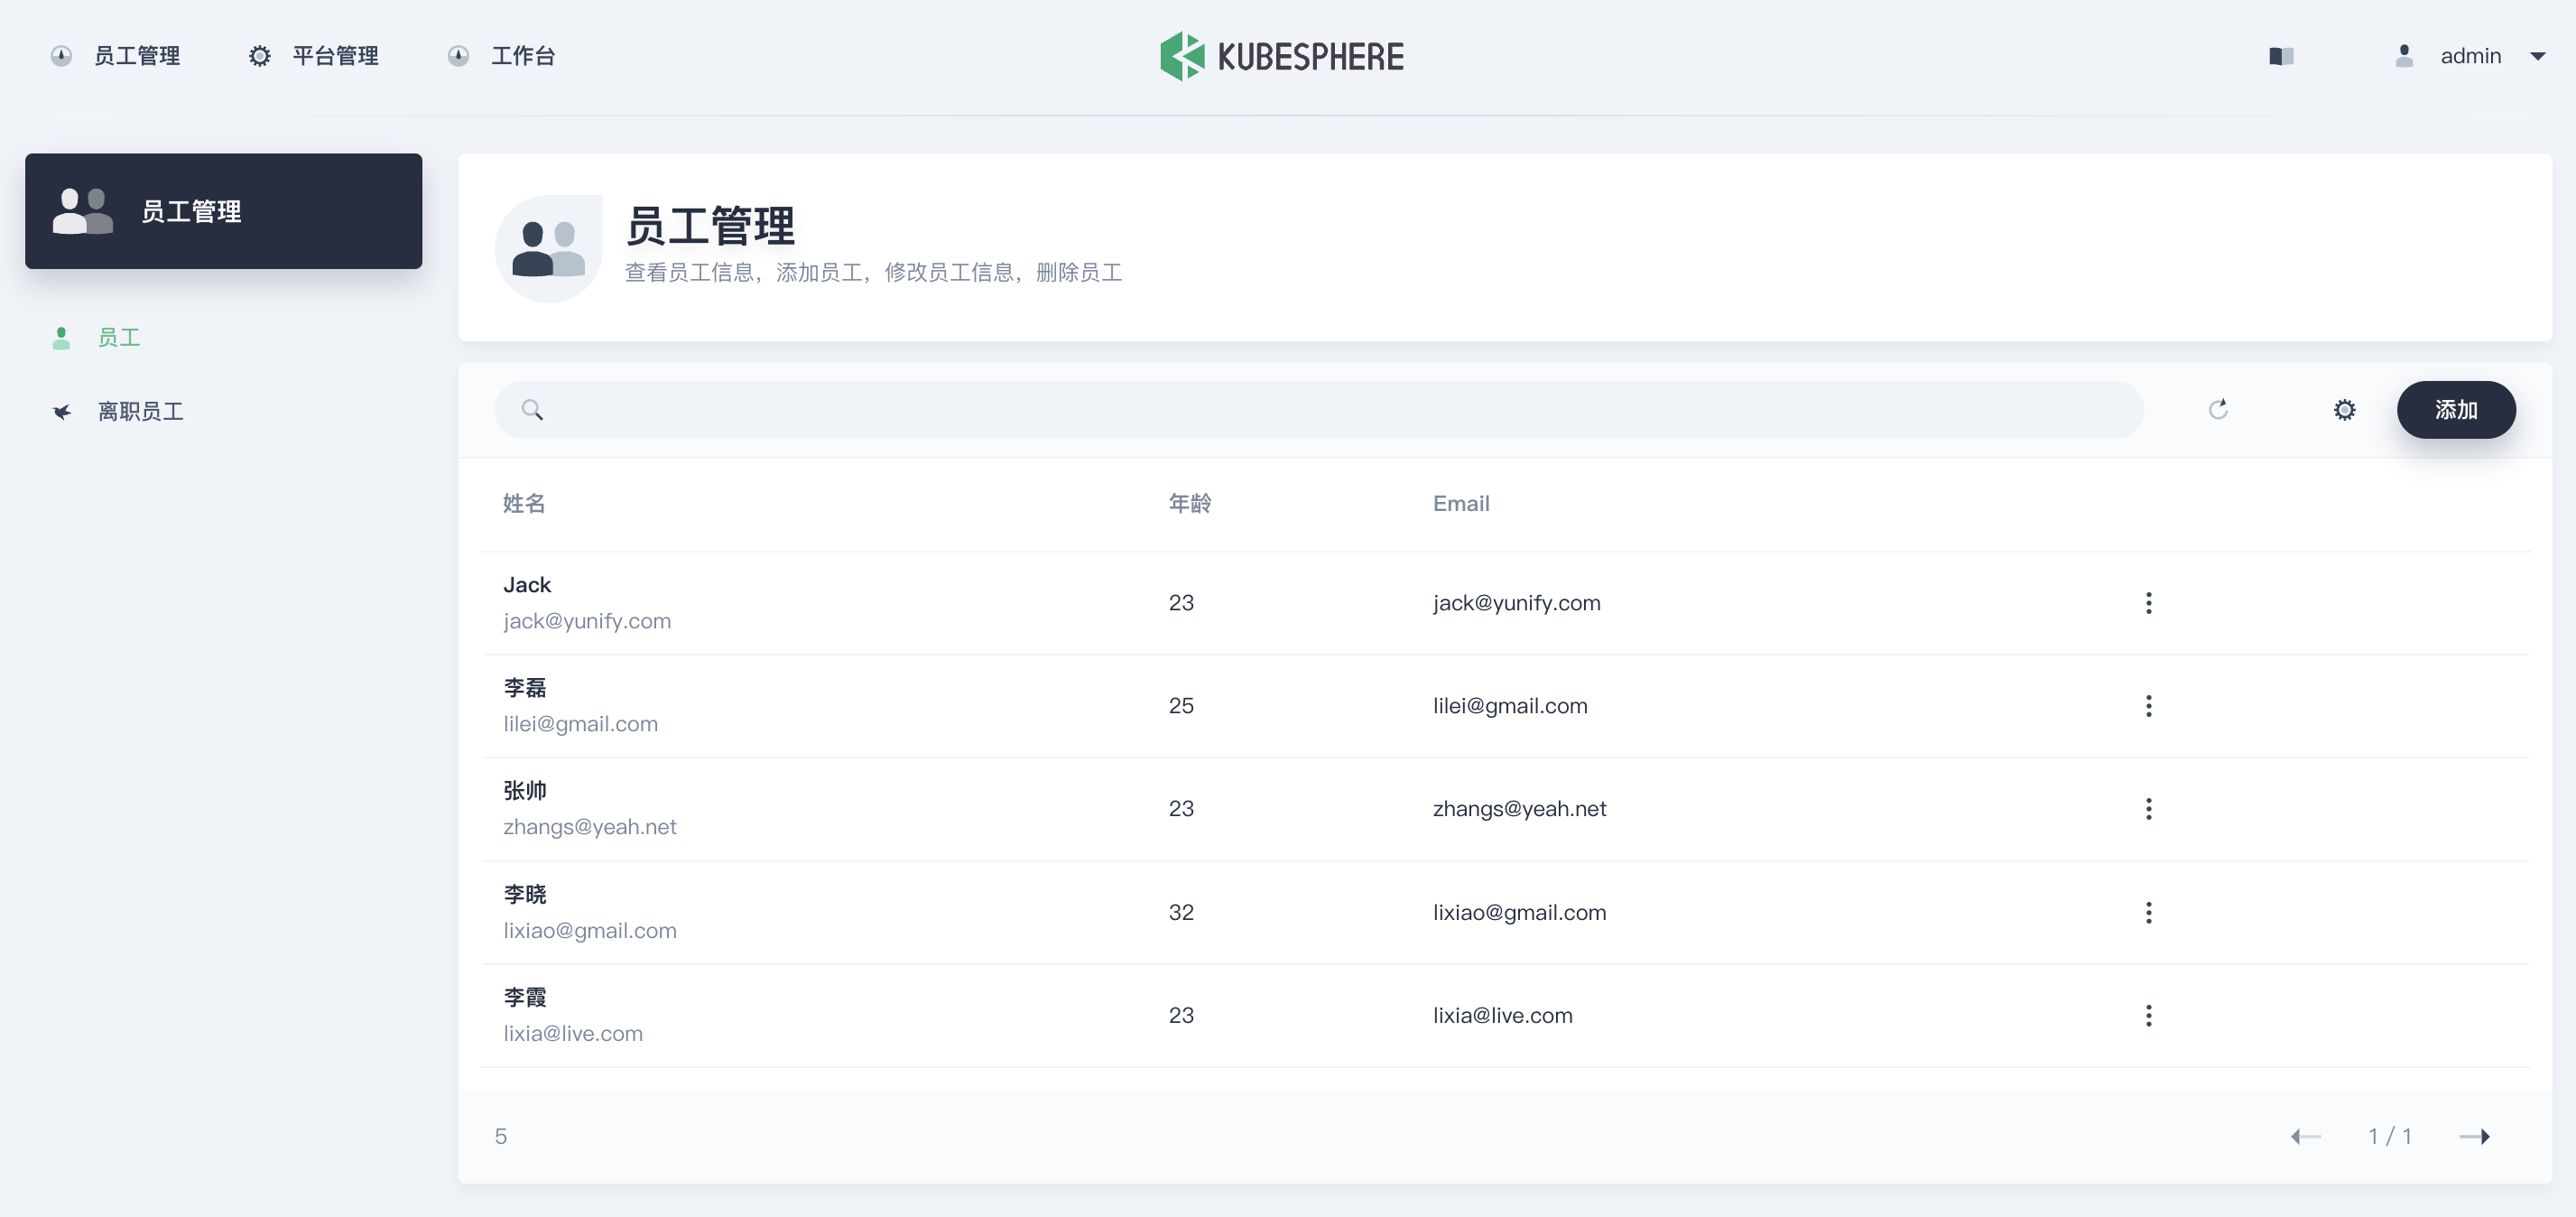 员工管理 平台管理 工作台 KUBESPHERE admin
员工管理
员工
离职员工
员工管理
查看员工信息，添加员工，修改员工信息，删除员工
添加
姓名 年龄 Email
Jack
jack@yunify.com
23 jack@yunify.com
李磊
lilei@gmail.com
25 lilei@gmail.com
张帅
zhangs@yeah.net
23 zhangs@yeah.net
李晓
lixiao@gmail.com
32 lixiao@gmail.com
李霞
lixia@live.com
23 lixia@live.com
5 1 / 1